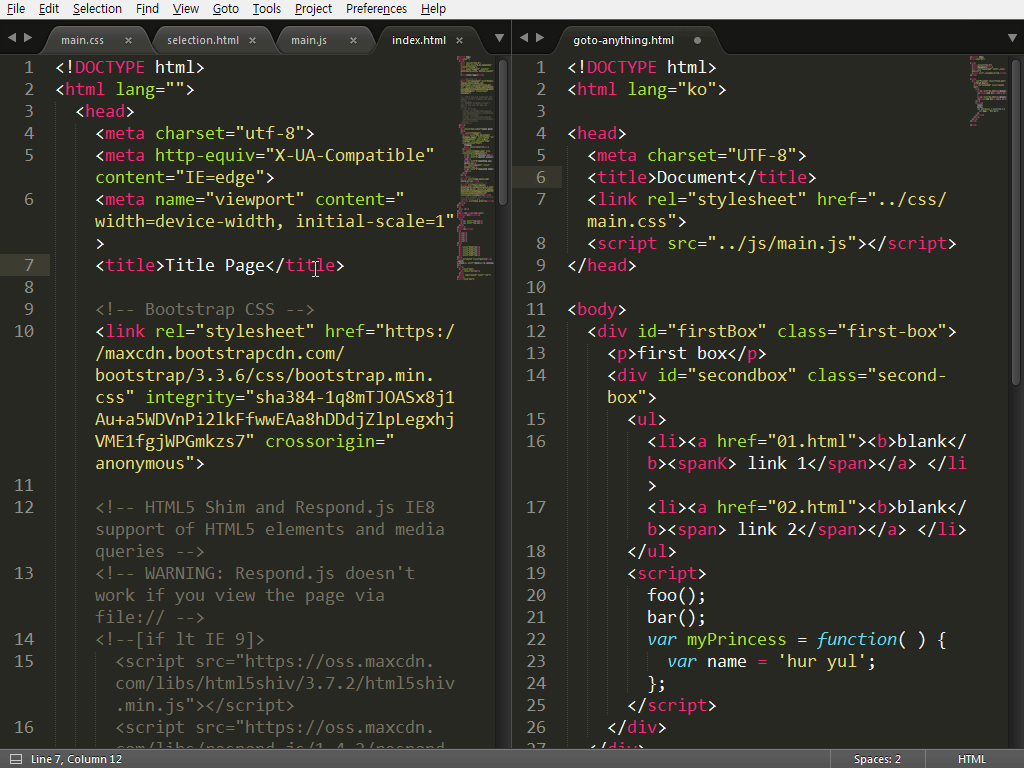 File Edit Selection Find View Goto Tools Project Preferences Help
main.css × selection.html × main.js × index.html ×
1 <!DOCTYPE html>
2 <html lang="">
3 <head>
4 <meta charset="utf-8">
5 <meta http-equiv="X-UA-Compatible"
content="IE=edge">
6 <meta name="viewport" content="
width=device-width, initial-scale=1"
>
7 <title>Title Page</title>
8
9 <!-- Bootstrap CSS -->
10 <link rel="stylesheet" href="https:/
/maxcdn.bootstrapcdn.com/
bootstrap/3.3.6/css/bootstrap.min.
css" integrity="sha384-1q8mTJOASx8j1
Au+a5WDVnPi2lkFfwwEAa8hDDdjZlpLegxhj
VME1fgjWPGmkzs7" crossorigin="
anonymous">
11
12 <!-- HTML5 Shim and Respond.js IE8
support of HTML5 elements and media
queries -->
13 <!-- WARNING: Respond.js doesn't
work if you view the page via
file:// -->
14 <!--[if lt IE 9]>
15 <script src="https://oss.maxcdn.
com/libs/html5shiv/3.7.2/html5shiv
.min.js"></script>
16 <script src="https://oss.maxcdn.
com/libs/respond.js/1.4.2/respond
goto-anything.html
1 <!DOCTYPE html>
2 <html lang="ko">
3
4 <head>
5 <meta charset="UTF-8">
6 <title>Document</title>
7 <link rel="stylesheet" href="../css/
main.css">
8 <script src="../js/main.js"></script>
9 </head>
10
11 <body>
12 <div id="firstBox" class="first-box">
13 <p>first box</p>
14 <div id="secondbox" class="second-
box">
15 <ul>
16 <li><a href="01.html"><b>blank</
b><spanK> link 1</span></a> </li
>
17 <li><a href="02.html"><b>blank</
b><span> link 2</span></a> </li>
18 </ul>
19 <script>
20 foo();
21 bar();
22 var myPrincess = function( ) {
23 var name = 'hur yul';
24 };
25 </script>
26 </div>
27 </div>
Line 7, Column 12
Spaces: 2 HTML